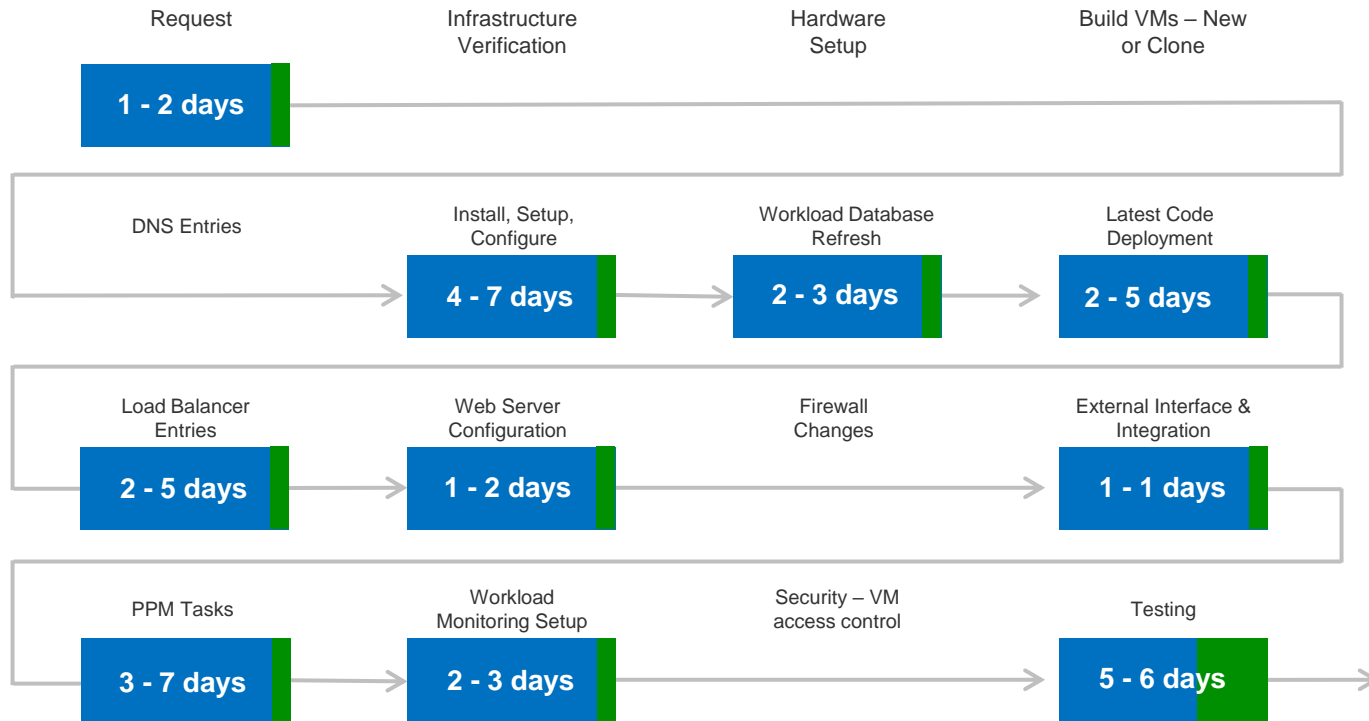 Request
Infrastructure
Verification
Hardware
Setup
Build VMs – New
or Clone
1 - 2 days
DNS Entries
Install, Setup,
Configure
Workload Database
Refresh
Latest Code
Deployment
4 - 7 days
2 - 3 days
2 - 5 days
Load Balancer
Entries
Web Server
Configuration
Firewall
Changes
External Interface &
Integration
2 - 5 days
1 - 2 days
1 - 1 days
PPM Tasks
Workload
Monitoring Setup
Security – VM
access control
Testing
3 - 7 days
2 - 3 days
5 - 6 days